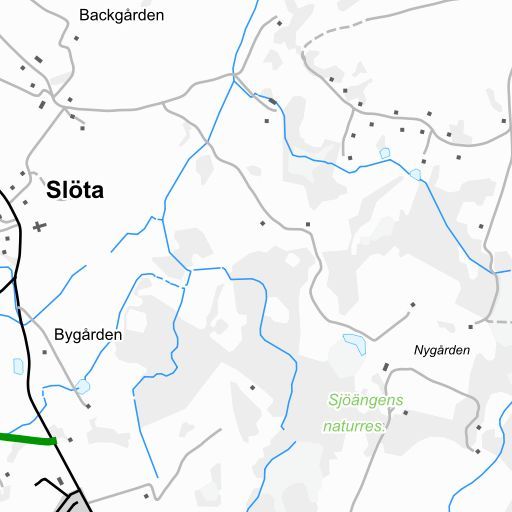 Backgården
Slöta
Bygården
Nygården
Sjöängens
naturres.